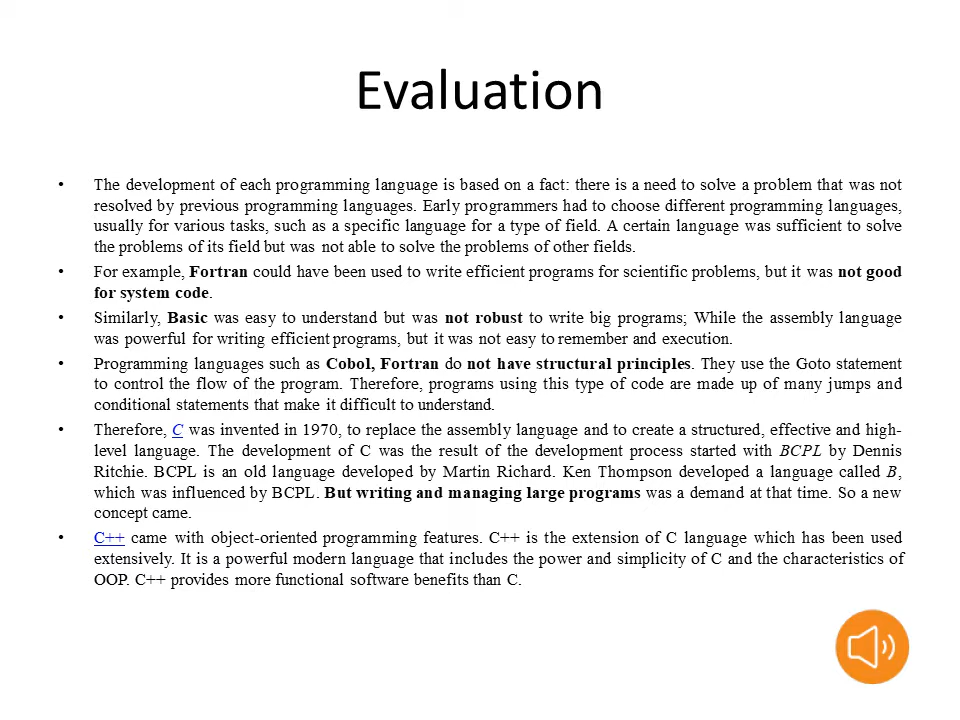 Evaluation
• The development of each programming language is based on a fact: there is a need to solve a problem that was not
resolved by previous programming languages. Early programmers had to choose different programming languages,
usually for various tasks, such as a specific language for a type of field. A certain language was sufficient to solve
the problems of its field but was not able to solve the problems of other fields.
• For example, Fortran could have been used to write efficient programs for scientific problems, but it was not good
for system code.
• Similarly, Basic was easy to understand but was not robust to write big programs; While the assembly language
was powerful for writing efficient programs, but it was not easy to remember and execution.
• Programming languages such as Cobol, Fortran do not have structural principles. They use the Goto statement
to control the flow of the program. Therefore, programs using this type of code are made up of many jumps and
conditional statements that make it difficult to understand.
• Therefore, C was invented in 1970, to replace the assembly language and to create a structured, effective and high-
level language. The development of C was the result of the development process started with BCPL by Dennis
Ritchie. BCPL is an old language developed by Martin Richard. Ken Thompson developed a language called B,
which was influenced by BCPL. But writing and managing large programs was a demand at that time. So a new
concept came.
• C++ came with object-oriented programming features. C++ is the extension of C language which has been used
extensively. It is a powerful modern language that includes the power and simplicity of C and the characteristics of
OOP. C++ provides more functional software benefits than C.